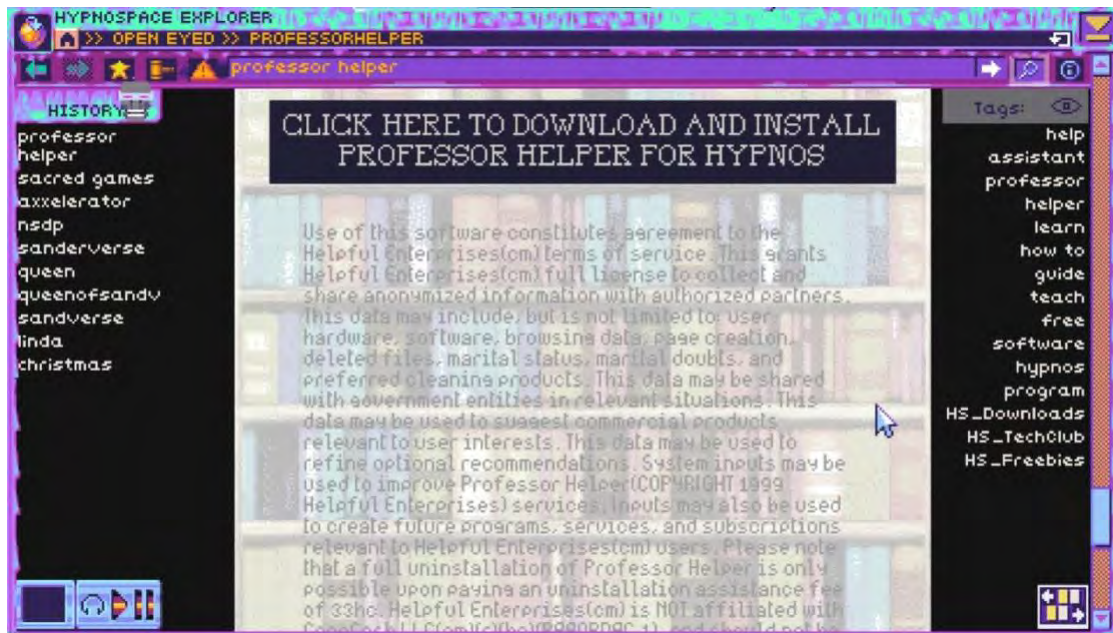 HYPNOSPACE EXPLORER
>> OPEN EYED >> PROFESSORHELPER
professor helper
HISTORY
professor
helper
sacred games
axxelerator
nsdp
sanderverse
queen
queenofsandv
sandverse
linda
christmas
CLICK HERE TO DOWNLOAD AND INSTALL
PROFESSOR HELPER FOR HYPNOS
Use of this software constitutes agreement to the
Helpful Enterprises(cm) terms of service. This grants
Helpful Enterprises(cm) full license to collect and
share anonymized information with authorized partners.
This data may include, but is not limited to: user
hardware, software, browsing data, page creation,
deleted files, marital status, marital doubts, and
preferred cleaning products. This data may be shared
with government entities in relevant situations. This
data may be used to suggest commercial products
relevant to user interests. This data may be used to
refine optional recommendations. System inputs may be
used to improve Professor Helper(COPYRIGHT 1999
Helpful Enterprises) services. Inputs may also be used
to create future programs, services, and subscriptions
relevant to Helpful Enterprises(cm) users. Please note
that a full uninstallation of Professor Helper is only
possible upon paying an uninstallation assistance fee
of 33hc. Helpful Enterprises(cm) is NOT affiliated with
Tags:
help
assistant
professor
helper
learn
how to
guide
teach
free
software
hypnos
program
HS_Downloads
HS_TechClub
HS_Freebies